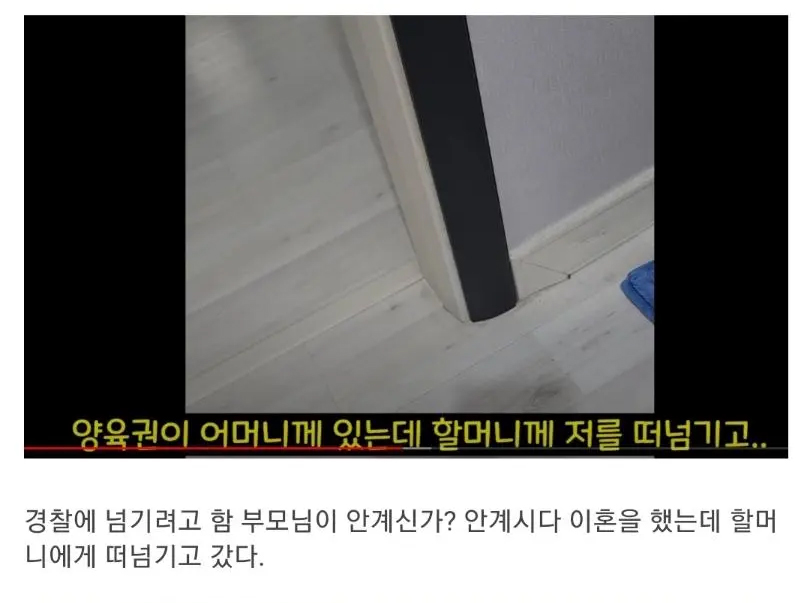 양육권이 어머니께 있는데 할머니께 저를 떠넘기고..
경찰에 넘기려고 함 부모님이 안계신가? 안계시다 이혼을 했는데 할머
니에게 떠넘기고 갔다.